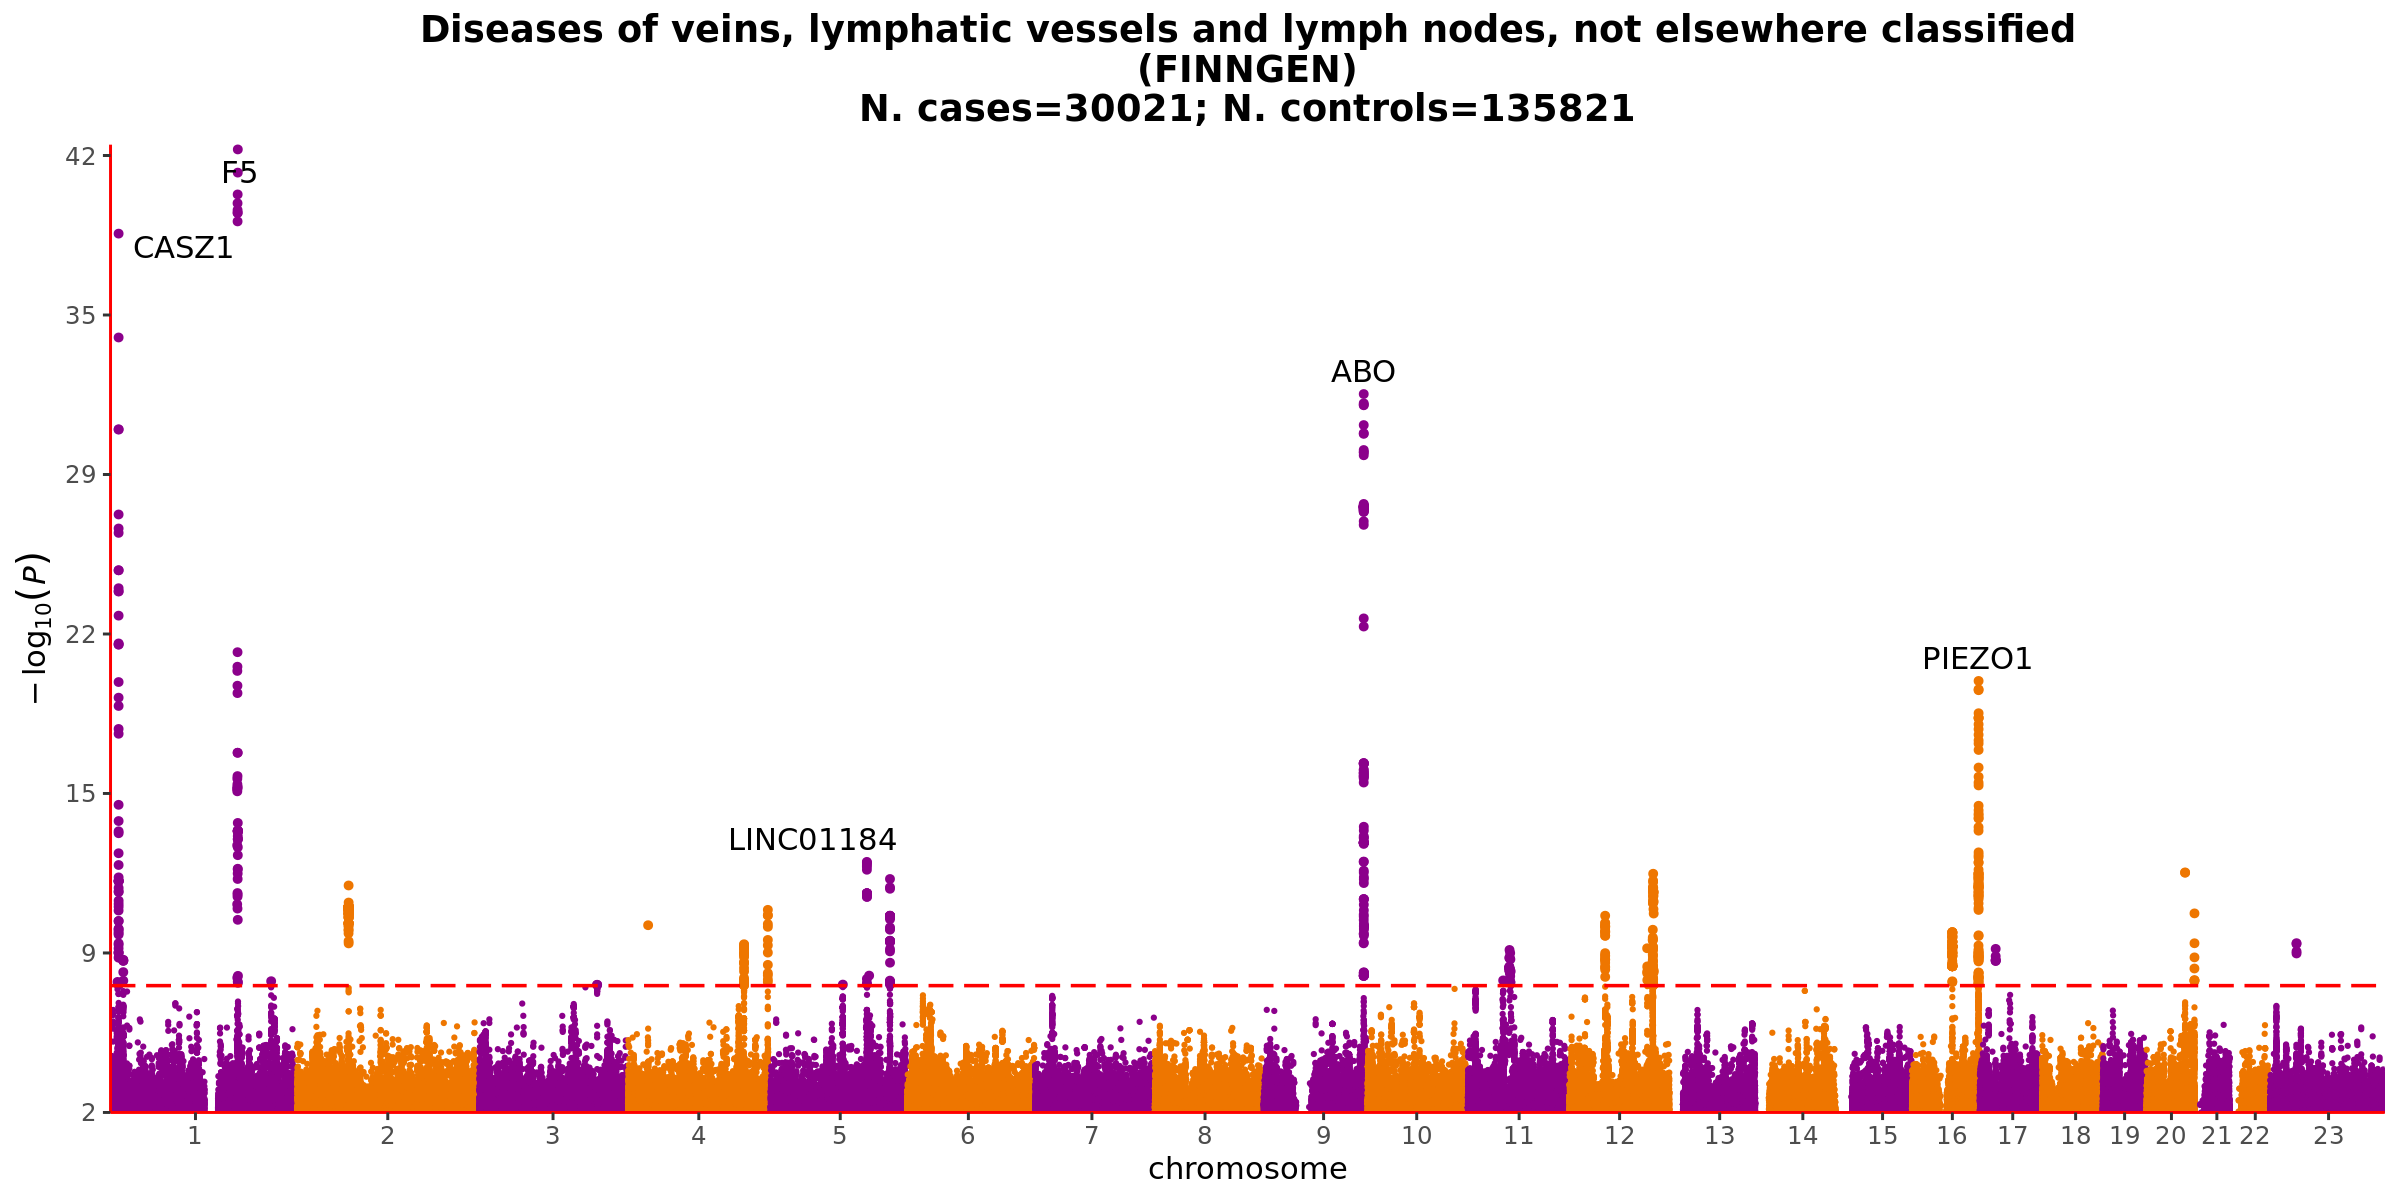 Diseases of veins, lymphatic vessels and lymph nodes, not elsewhere classified
(FINNGEN)
N. cases=30021; N. controls=135821
42
F5
CASZ1
35
ABO
29
− log10(P)
22
PIEZO1
15
LINC01184
9
2
1 2 3 4 5 6 7 8 9 10 11 12 13 14 15 16 17 18 19 20 21 22 23
chromosome